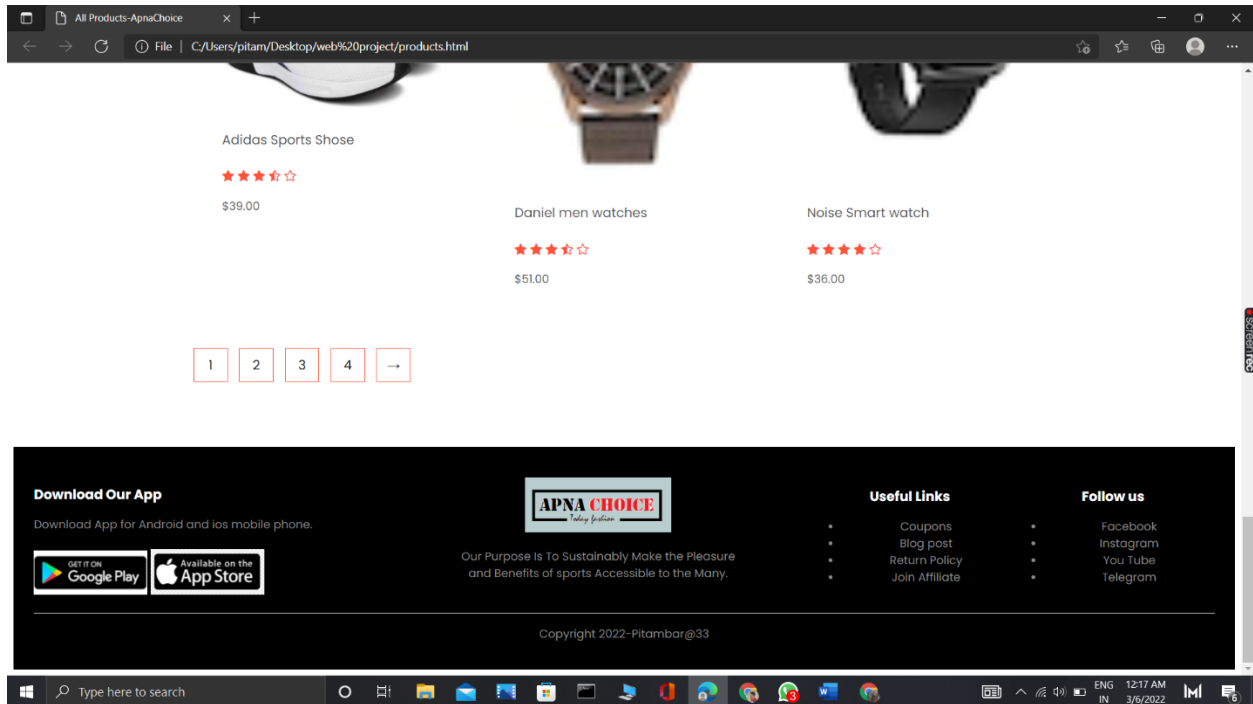 All Products-ApnaChoice
File | C:/Users/pitam/Desktop/web%20project/products.html
Adidas Sports Shose
$39.00
Daniel men watches
$51.00
Noise Smart watch
$36.00
screenrec
1 2 3 4 →
Download Our App
Download App for Android and ios mobile phone.
GET IT ON
Google Play
Available on the
App Store
APNA CHOICE
Today fashion
Our Purpose Is To Sustainably Make the Pleasure
and Benefits of sports Accessible to the Many.
Useful Links
• Coupons
• Blog post
• Return Policy
• Join Affiliate
Follow us
• Facebook
• Instagram
• You Tube
• Telegram
Copyright 2022-Pitambar@33
Type here to search
ENG
IN
12:17 AM
3/6/2022
6